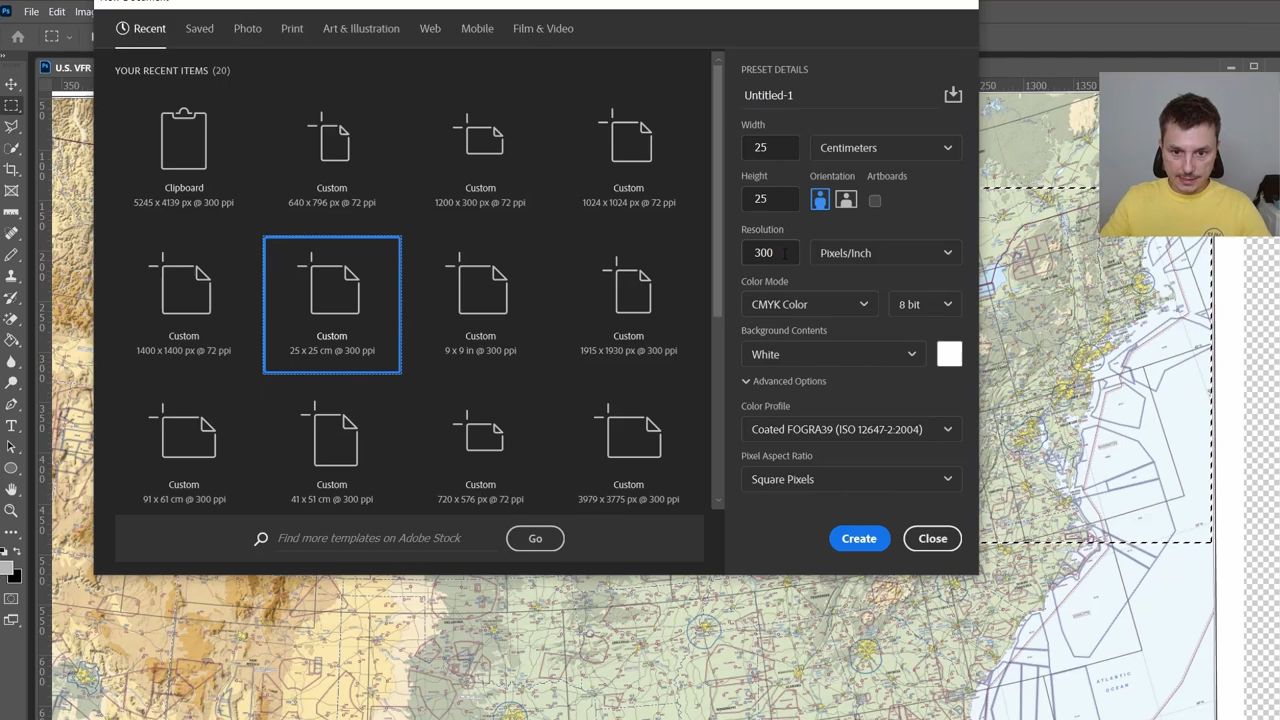 File Edit Ima
Recent Saved Photo Print Art & Illustration Web Mobile Film & Video
U.S. VFR
YOUR RECENT ITEMS (20)
Clipboard
5245 x 4139 px @ 300 ppi
Custom
640 x 796 px @ 72 ppi
Custom
1200 x 300 px @ 72 ppi
Custom
1024 x 1024 px @ 72 ppi
Custom
1400 x 1400 px @ 72 ppi
Custom
25 x 25 cm @ 300 ppi
Custom
9 x 9 in @ 300 ppi
Custom
1915 x 1930 px @ 300 ppi
Custom
91 x 61 cm @ 300 ppi
Custom
41 x 51 cm @ 300 ppi
Custom
720 x 576 px @ 72 ppi
Custom
3979 x 3775 px @ 300 ppi
Find more templates on Adobe Stock
Go
PRESET DETAILS
Untitled-1
Width
25 Centimeters
Height Orientation Artboards
25
Resolution
300 Pixels/Inch
Color Mode
CMYK Color 8 bit
Background Contents
White
Advanced Options
Color Profile
Coated FOGRA39 (ISO 12647-2:2004)
Pixel Aspect Ratio
Square Pixels
Create Close
350
250 1300 1350
ATLANTIC
OCEAN